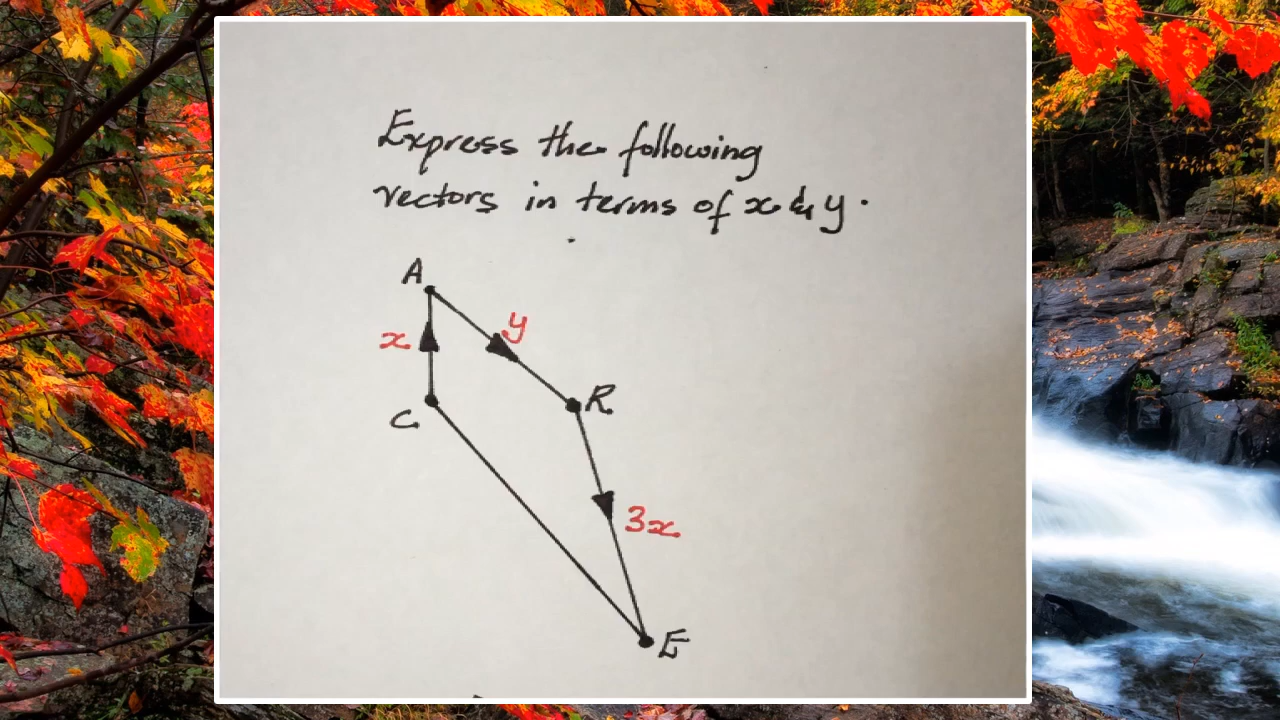 Express the following
vectors in terms of x & y.
A
y
x
R
C
3x
E